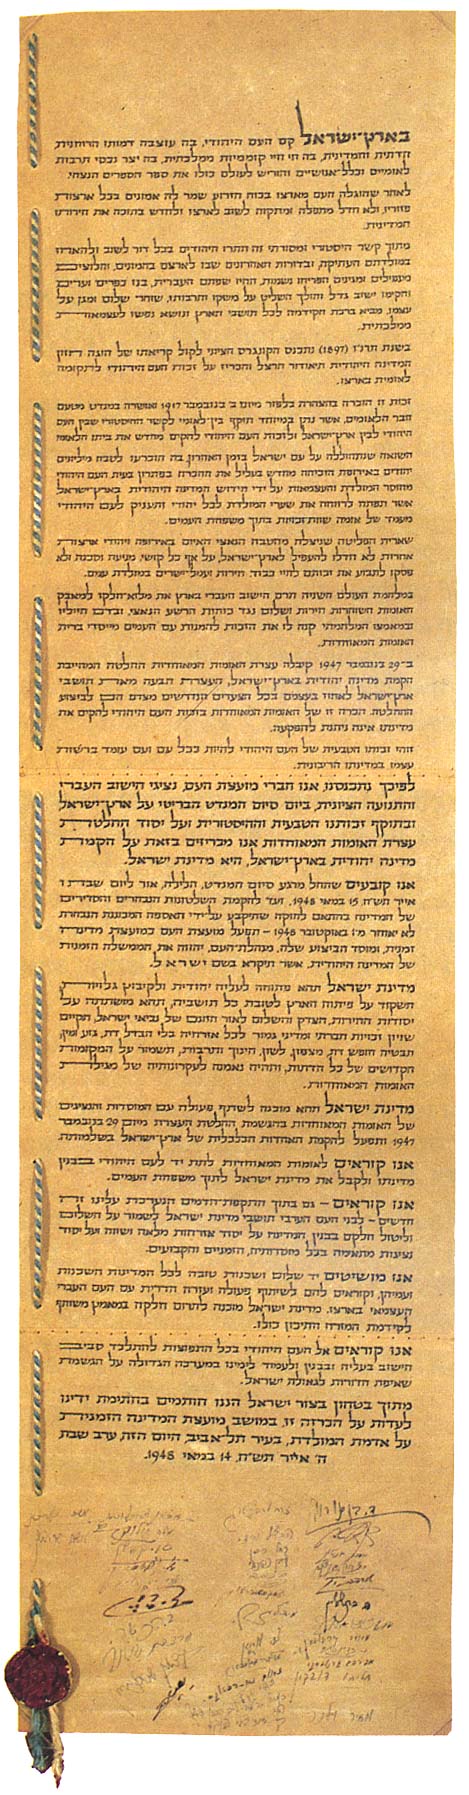 בארץ־ישראל קם העם היהודי, בה עוצבה דמותו הרוחנית,
הדתית והמדינית, בה חי חיי קוממיות ממלכתית, בה יצר נכסי תרבות
לאומיים וכלל־אנושיים והוריש לעולם כולו את ספר הספרים הנצחי.
לאחר שהוגלה העם מארצו בכוח הזרוע שמר לה אמונים בכל ארצות
פזוריו, ולא חדל מתפלה ומתקוה לשוב לארצו ולחדש בתוכה את חירותו
המדינית.
מתוך קשר היסטורי ומסורתי זה חתרו היהודים בכל דור לשוב ולהאחז
במולדתם העתיקה, ובדורות האחרונים שבו לארצם בהמונים, וחלוצים,
מעפילים ומגינים הפריחו נשמות, החיו שפתם העברית, בנו כפרים וערים,
והקימו ישוב גדל והולך השליט על משקו ותרבותו, שוחר שלום ומגן על
עצמו, מביא ברכת הקידמה לכל תושבי הארץ ונושא נפשו לעצמאות
ממלכתית.
בשנת תרנ״ז (1897) נתכנס הקונגרס הציוני לקול קריאתו של הוגה חזון
המדינה היהודית תיאודור הרצל והכריז על זכות העם היהודי לתקומה
לאומית בארצו.
זכות זו הוכרה בהצהרת בלפור מיום ב׳ בנובמבר 1917 ואושרה במנדט מטעם
חבר הלאומים, אשר נתן במיוחד תוקף בין־לאומי לקשר ההיסטורי שבין העם
היהודי לבין ארץ־ישראל ולזכות העם היהודי להקים מחדש את ביתו הלאומי.
השואה שנתחוללה על עם ישראל בזמן האחרון, בה הוכרעו לטבח מיליונים
יהודים באירופה, הוכיחה מחדש בעליל את ההכרח בפתרון בעית העם היהודי
מחוסר המולדת והעצמאות על ידי חידוש המדינה היהודית בארץ־ישראל,
אשר תפתח לרווחה את שערי המולדת לכל יהודי ותעניק לעם היהודי
מעמד של אומה שוות־זכויות בתוך משפחת העמים.
שארית הפליטה שניצלה מהטבח הנאצי האיום באירופה ויהודי ארצות
אחרות לא חדלו להעפיל לארץ־ישראל, על אף כל קושי, מניעה וסכנה, ולא
פסקו לתבוע את זכותם לחיי כבוד, חירות ועמל־ישרים במולדת עמם.
במלחמת העולם השניה תרם הישוב העברי בארץ את מלוא־חלקו למאבק
האומות השוחרות חירות ושלום נגד כוחות הרשע הנאצי, ובדם חייליו
ובמאמצו המלחמתי קנה לו את הזכות להמנות עם העמים מייסדי ברית
האומות המאוחדות.
ב־29 בנובמבר 1947 קיבלה עצרת האומות המאוחדות החלטה המחייבת
הקמת מדינה יהודית בארץ־ישראל, העצרת תבעה מאת תושבי
ארץ־ישראל לאחוז בעצמם בכל הצעדים הנדרשים מצדם הם לביצוע
ההחלטה. הכרה זו של האומות המאוחדות בזכות העם היהודי להקים את
מדינתו אינה ניתנת להפקעה.
זוהי זכותו הטבעית של העם היהודי להיות ככל עם ועם עומד ברשות
עצמו במדינתו הריבונית.
לפיכך נתכנסנו, אנו חברי מועצת העם, נציגי הישוב העברי
והתנועה הציונית, ביום סיום המנדט הבריטי על ארץ־ישראל
ובתוקף זכותנו הטבעית וההיסטורית ועל יסוד החלטת
עצרת האומות המאוחדות אנו מכריזים בזאת על הקמת
מדינה יהודית בארץ־ישראל, היא מדינת ישראל.
אנו קובעים שהחל מרגע סיום המנדט, הלילה, אור ליום שבת ו׳
אייר תש״ח, 15 במאי 1948, ועד להקמת השלטונות הנבחרים והסדירים
של המדינה בהתאם לחוקה שתיקבע על־ידי האספה המכוננת הנבחרת
לא יאוחר מ־1 באוקטובר 1948 – תפעל מועצת העם כמועצת מדינה
זמנית, ומוסד הביצוע שלה, מנהלת־העם, יהווה את הממשלה הזמנית
של המדינה היהודית, אשר תיקרא בשם ישראל.
מדינת ישראל תהא פתוחה לעליה יהודית ולקיבוץ גלויות,
תשקוד על פיתוח הארץ לטובת כל תושביה, תהא מושתתה על
יסודות החירות, הצדק והשלום לאור חזונם של נביאי ישראל, תקיים
שויון זכויות חברתי ומדיני גמור לכל אזרחיה בלי הבדל דת, גזע ומין,
תבטיח חופש דת, מצפון, לשון, חינוך ותרבות, תשמור על המקומות
הקדושים של כל הדתות, ותהיה נאמנה לעקרונותיה של מגילת
האומות המאוחדות.
מדינת ישראל תהא מוכנה לשתף פעולה עם המוסדות והנציגים
של האומות המאוחדות בהגשמת החלטת העצרת מיום 29 בנובמבר
1947 ותפעל להקמת האחדות הכלכלית של ארץ־ישראל בשלמותה.
אנו קוראים לאומות המאוחדות לתת יד לעם היהודי בבנין
מדינתו ולקבל את מדינת ישראל לתוך משפחת העמים.
אנו קוראים – גם בתוך התקפת־הדמים הנערכת עלינו זה
חדשים – לבני העם הערבי תושבי מדינת ישראל לשמור על השלום
וליטול חלקם בבנין המדינה על יסוד אזרחות מלאה ושווה ועל יסוד
נציגות מתאימה בכל מוסדותיה, הזמניים והקבועים.
אנו מושיטים יד שלום ושכנות טובה לכל המדינות השכנות
ועמיהן, וקוראים להם לשיתוף פעולה ועזרה הדדית עם העם העברי
העצמאי בארצו. מדינת ישראל מוכנה לתרום חלקה במאמץ משותף
לקידמת המזרח התיכון כולו.
אנו קוראים אל העם היהודי בכל התפוצות להתלכד סביב
הישוב בעליה ובבנין ולעמוד לימינו במערכה הגדולה על הגשמת
שאיפת הדורות לגאולת ישראל.
מתוך בטחון בצור ישראל הננו חותמים בחתימת ידינו
לעדות על הכרזה זו, במושב מועצת המדינה הזמנית,
על אדמת המולדת, בעיר תל־אביב, היום הזה, ערב שבת
ה׳ אייר תש״ח, 14 במאי 1948.
ד. בן גוריון